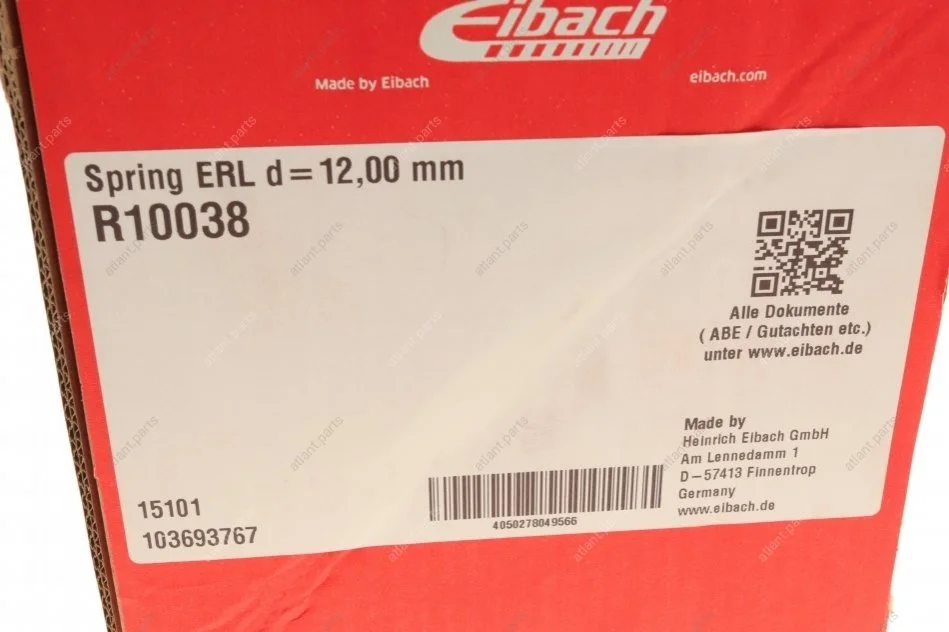 Eibach
Made by Eibach
eibach.com
Spring ERL d=12,00 mm
R10038
Alle Dokumente
( ABE / Gutachten etc.)
unter www.eibach.de
Made by
Heinrich Eibach GmbH
Am Lennedamm 1
D-57413 Finnentrop
Germany
www.eibach.de
15101
103693767
4050278049566
atlant.parts